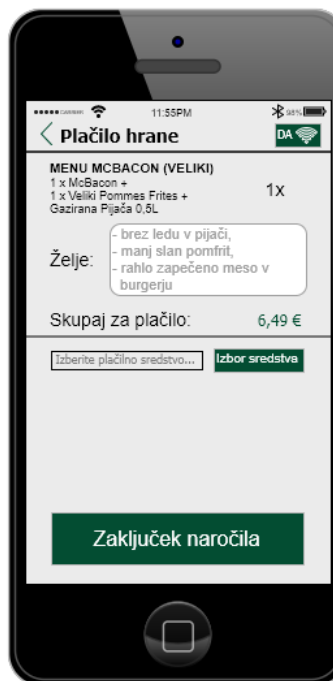 11:55PM
98%
Plačilo hrane
DA
MENU MCBACON (VELIKI)
1 x McBacon +
1 x Veliki Pommes Frites +
Gazirana Pijača 0,5L
1x
Želje:
- brez ledu v pijači,
- manj slan pomfrit,
- rahlo zapečeno meso v
burgerju
Skupaj za plačilo:
6,49 €
Izberite plačilno sredstvo...
Izbor sredstva
Zaključek naročila